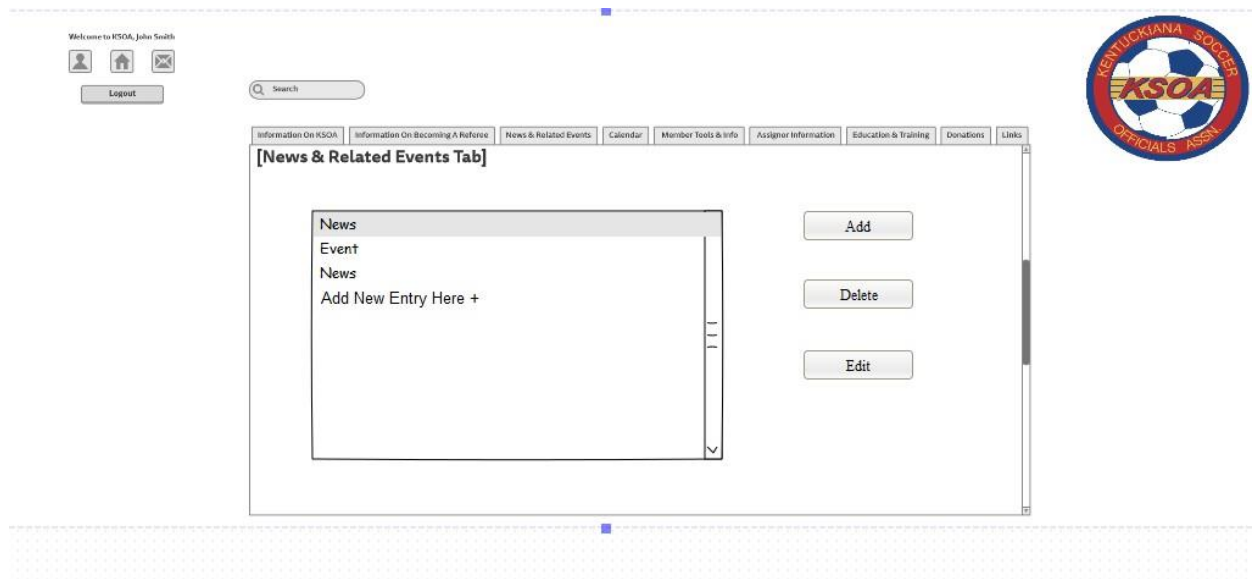 Welcome to KSOA, John Smith
Logout
Search
KENTUCKIANA SOCCER
KSOA
OFFICIALS ASSN.
Information On KSOA
Information On Becoming A Referee
News & Related Events
Calendar
Member Tools & Info
Assigner Information
Education & Training
Donations
Links
[News & Related Events Tab]
News
Event
News
Add New Entry Here +
Add
Delete
Edit